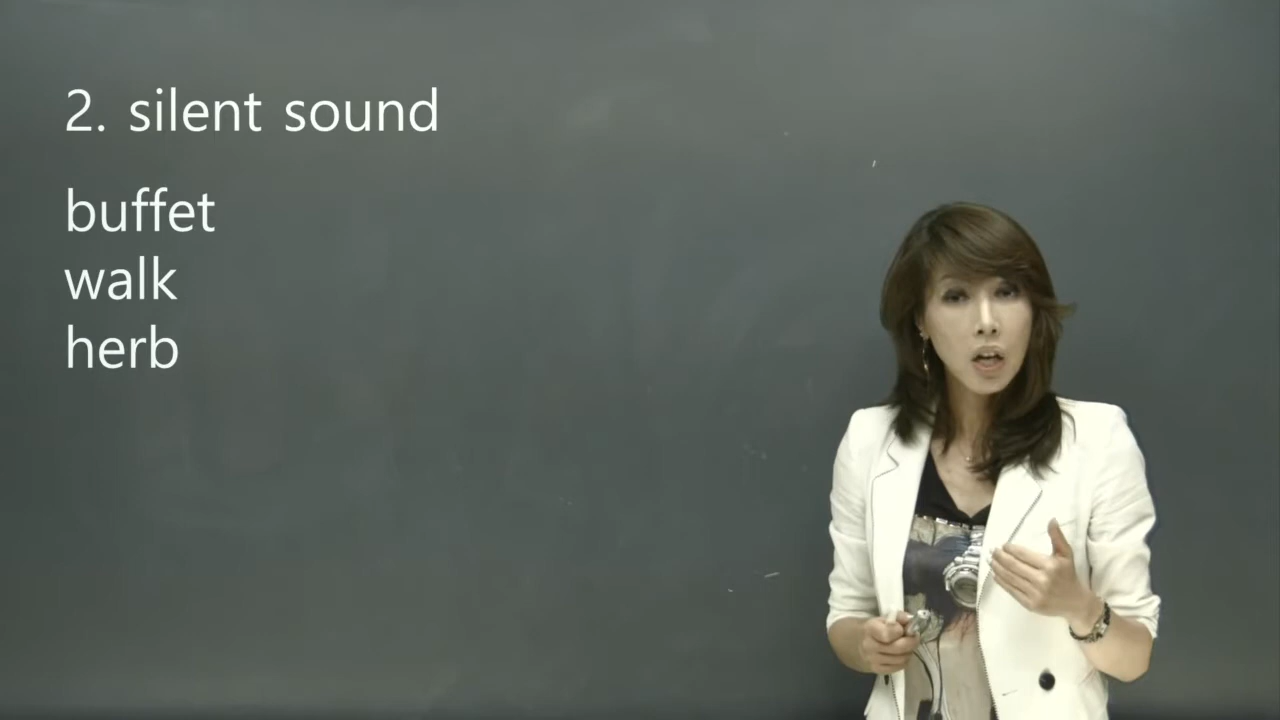 2. silent sound
buffet
walk
herb